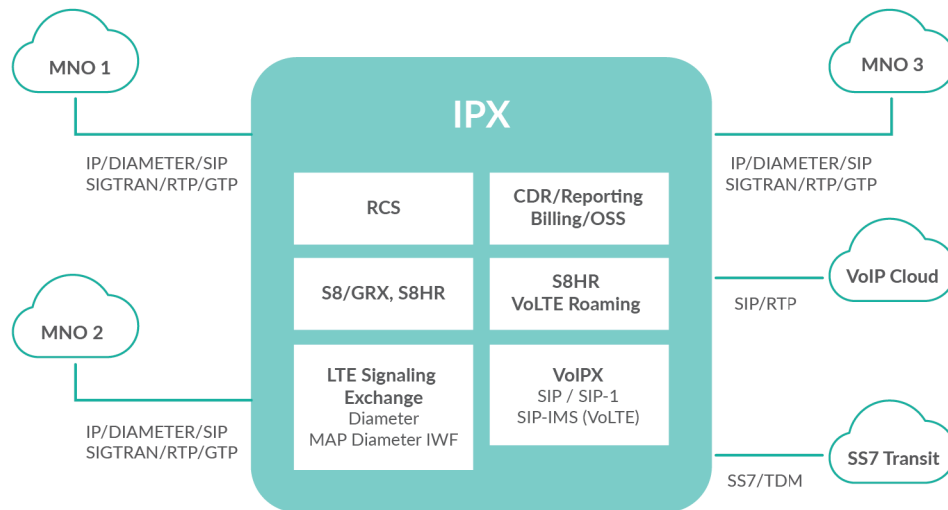 MNO 1
IP/DIAMETER/SIP
SIGTRAN/RTP/GTP
MNO 2
IP/DIAMETER/SIP
SIGTRAN/RTP/GTP
IPX
RCS
CDR/Reporting
Billing/OSS
S8/GRX, S8HR
S8HR
VoLTE Roaming
LTE Signaling
Exchange
Diameter
MAP Diameter IWF
VoIPX
SIP / SIP-1
SIP-IMS (VoLTE)
MNO 3
IP/DIAMETER/SIP
SIGTRAN/RTP/GTP
VoIP Cloud
SIP/RTP
SS7 Transit
SS7/TDM